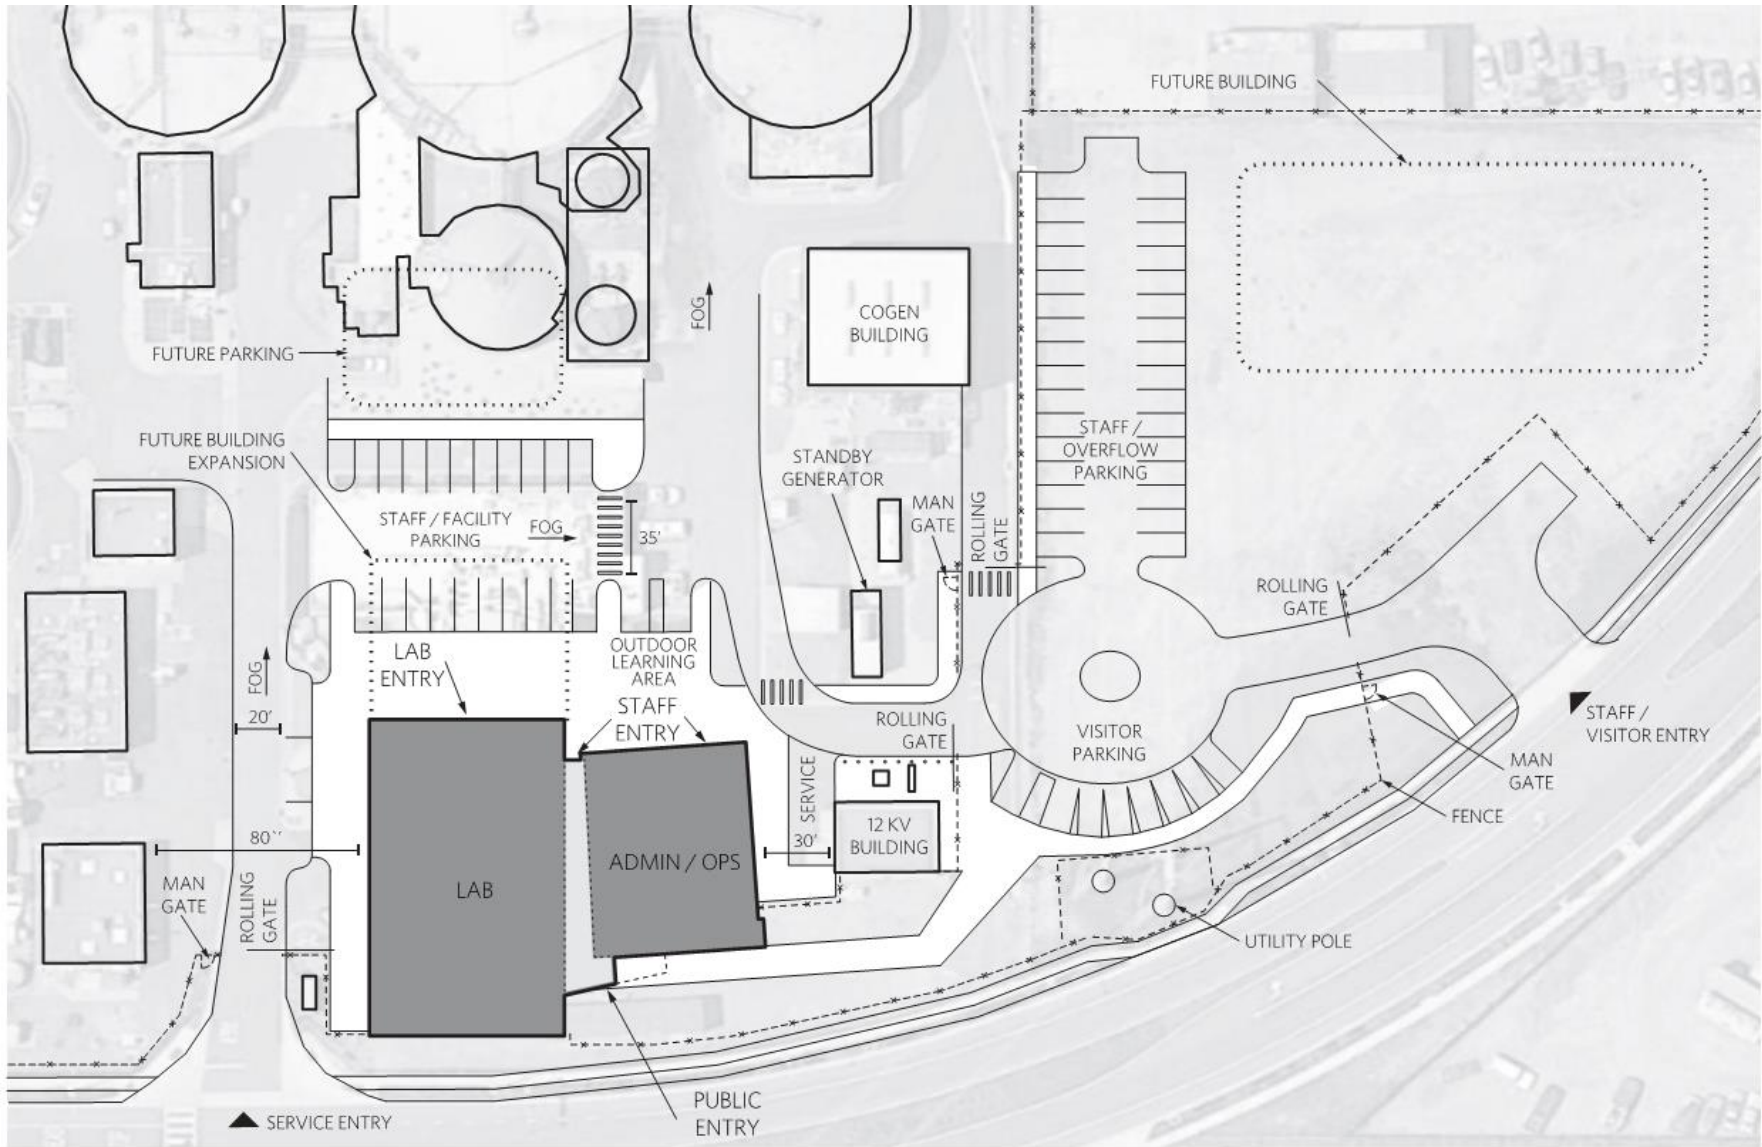 FUTURE BUILDING
FOG
COGEN
BUILDING
FUTURE PARKING
FUTURE BUILDING
EXPANSION
STAFF /
OVERFLOW
PARKING
STANDBY
GENERATOR
MAN
GATE
ROLLING
GATE
STAFF / FACILITY
PARKING
FOG
35'
ROLLING
GATE
LAB
ENTRY
OUTDOOR
LEARNING
AREA
FOG
STAFF
ENTRY
20'
ROLLING
GATE
VISITOR
PARKING
STAFF /
VISITOR ENTRY
MAN
GATE
SERVICE
FENCE
12 KV
BUILDING
80``
30'
LAB
ADMIN / OPS
MAN
GATE
ROLLING
GATE
UTILITY POLE
PUBLIC
ENTRY
SERVICE ENTRY